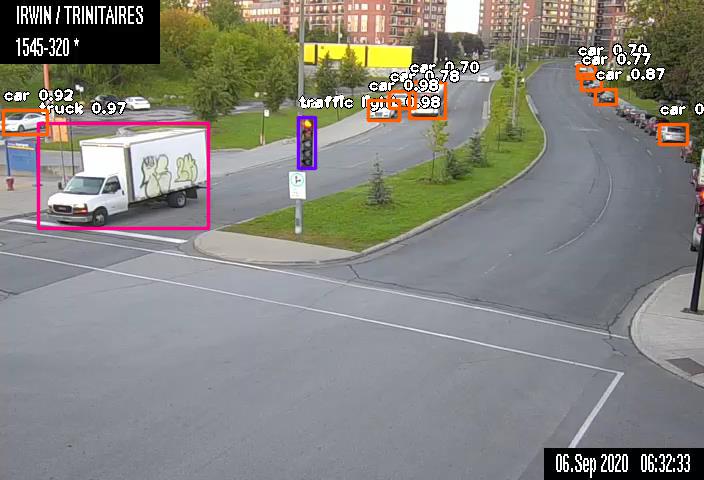 IRWIN / TRINITAIRES
1545-320 *
car 0.70
car 0.77
car 0.70
car 0.78
car 0.87
car 0.98
car 0.92
truck 0.97
traffic light 0.98
car 0
06.Sep 2020 06:32:33